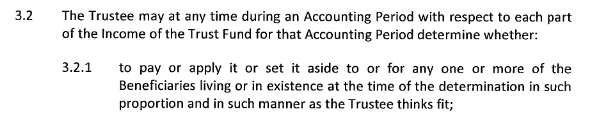 3.2 The Trustee may at any time during an Accounting Period with respect to each part
of the Income of the Trust Fund for that Accounting Period determine whether:
3.2.1 to pay or apply it or set it aside to or for any one or more of the
Beneficiaries living or in existence at the time of the determination in such
proportion and in such manner as the Trustee thinks fit;